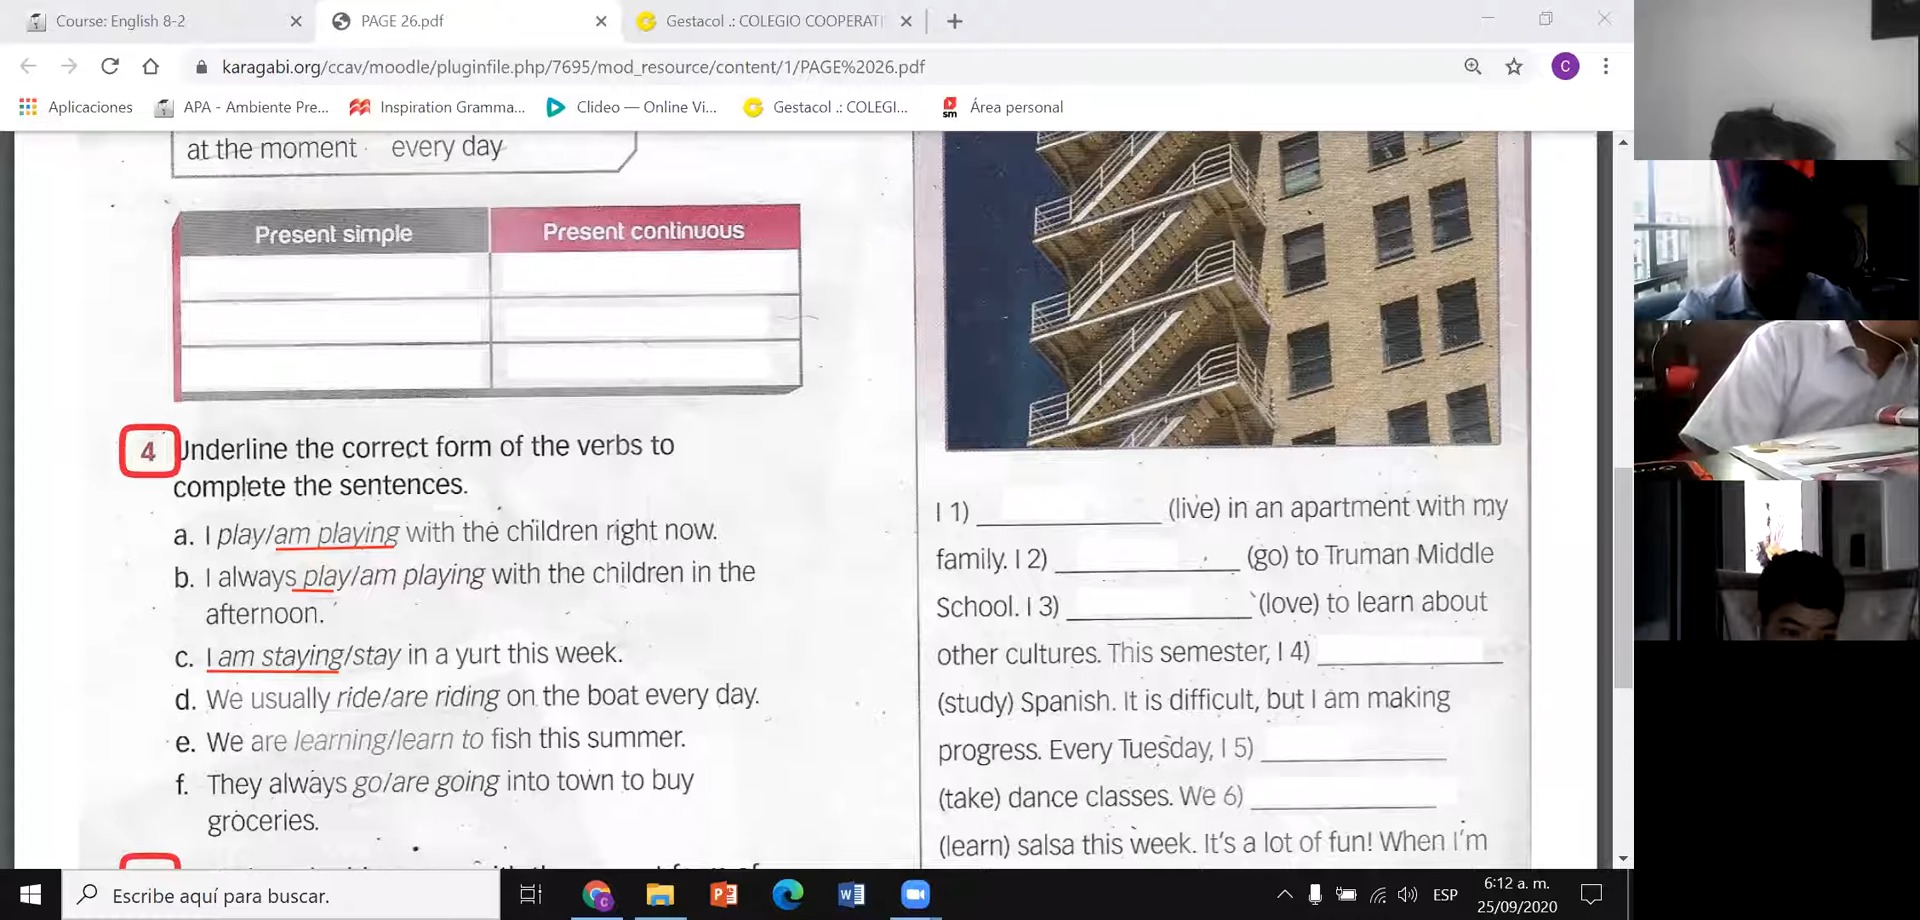 Course: English 8-2
PAGE 26.pdf
Gestacol .: COLEGIO COOPERATI
karagabi.org/ccav/moodle/pluginfile.php/7695/mod_resource/content/1/PAGE%2026.pdf
C
Aplicaciones
APA - Ambiente Pre...
Inspiration Gramma...
Clideo — Online Vi...
Gestacol .: COLEGI...
sm
Área personal
at the moment every day
Present simple
Present continuous
4 Underline the correct form of the verbs to
complete the sentences.
a. I play/am playing with the children right now.
b. I always play/am playing with the children in the
afternoon.
c. I am staying/stay in a yurt this week.
d. We usually ride/are riding on the boat every day.
e. We are learning/learn to fish this summer.
f. They always go/are going into town to buy
groceries.
I 1) ____________ (live) in an apartment with my
family. I 2) ____________ (go) to Truman Middle
School. I 3) ____________ (love) to learn about
other cultures. This semester, I 4) ____________
(study) Spanish. It is difficult, but I am making
progress. Every Tuesday, I 5) ____________
(take) dance classes. We 6) ____________
(learn) salsa this week. It's a lot of fun! When I'm
Escribe aquí para buscar.
ESP
6:12 a. m.
25/09/2020